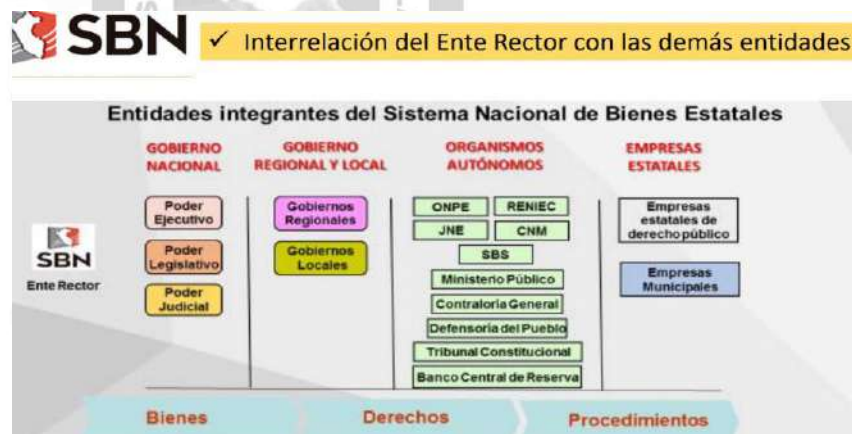 SBN
✓ Interrelación del Ente Rector con las demás entidades
Entidades integrantes del Sistema Nacional de Bienes Estatales
GOBIERNO
NACIONAL
GOBIERNO
REGIONAL Y LOCAL
ORGANISMOS
AUTÓNOMOS
EMPRESAS
ESTATALES
SBN
Ente Rector
Poder
Ejecutivo
Poder
Legislativo
Poder
Judicial
Gobiernos
Regionales
Gobiernos
Locales
ONPE
RENIEC
JNE
CNM
SBS
Ministerio Público
Contraloría General
Defensoría del Pueblo
Tribunal Constitucional
Banco Central de Reserva
Empresas
estatales de
derecho público
Empresas
Municipales
Bienes
Derechos
Procedimientos